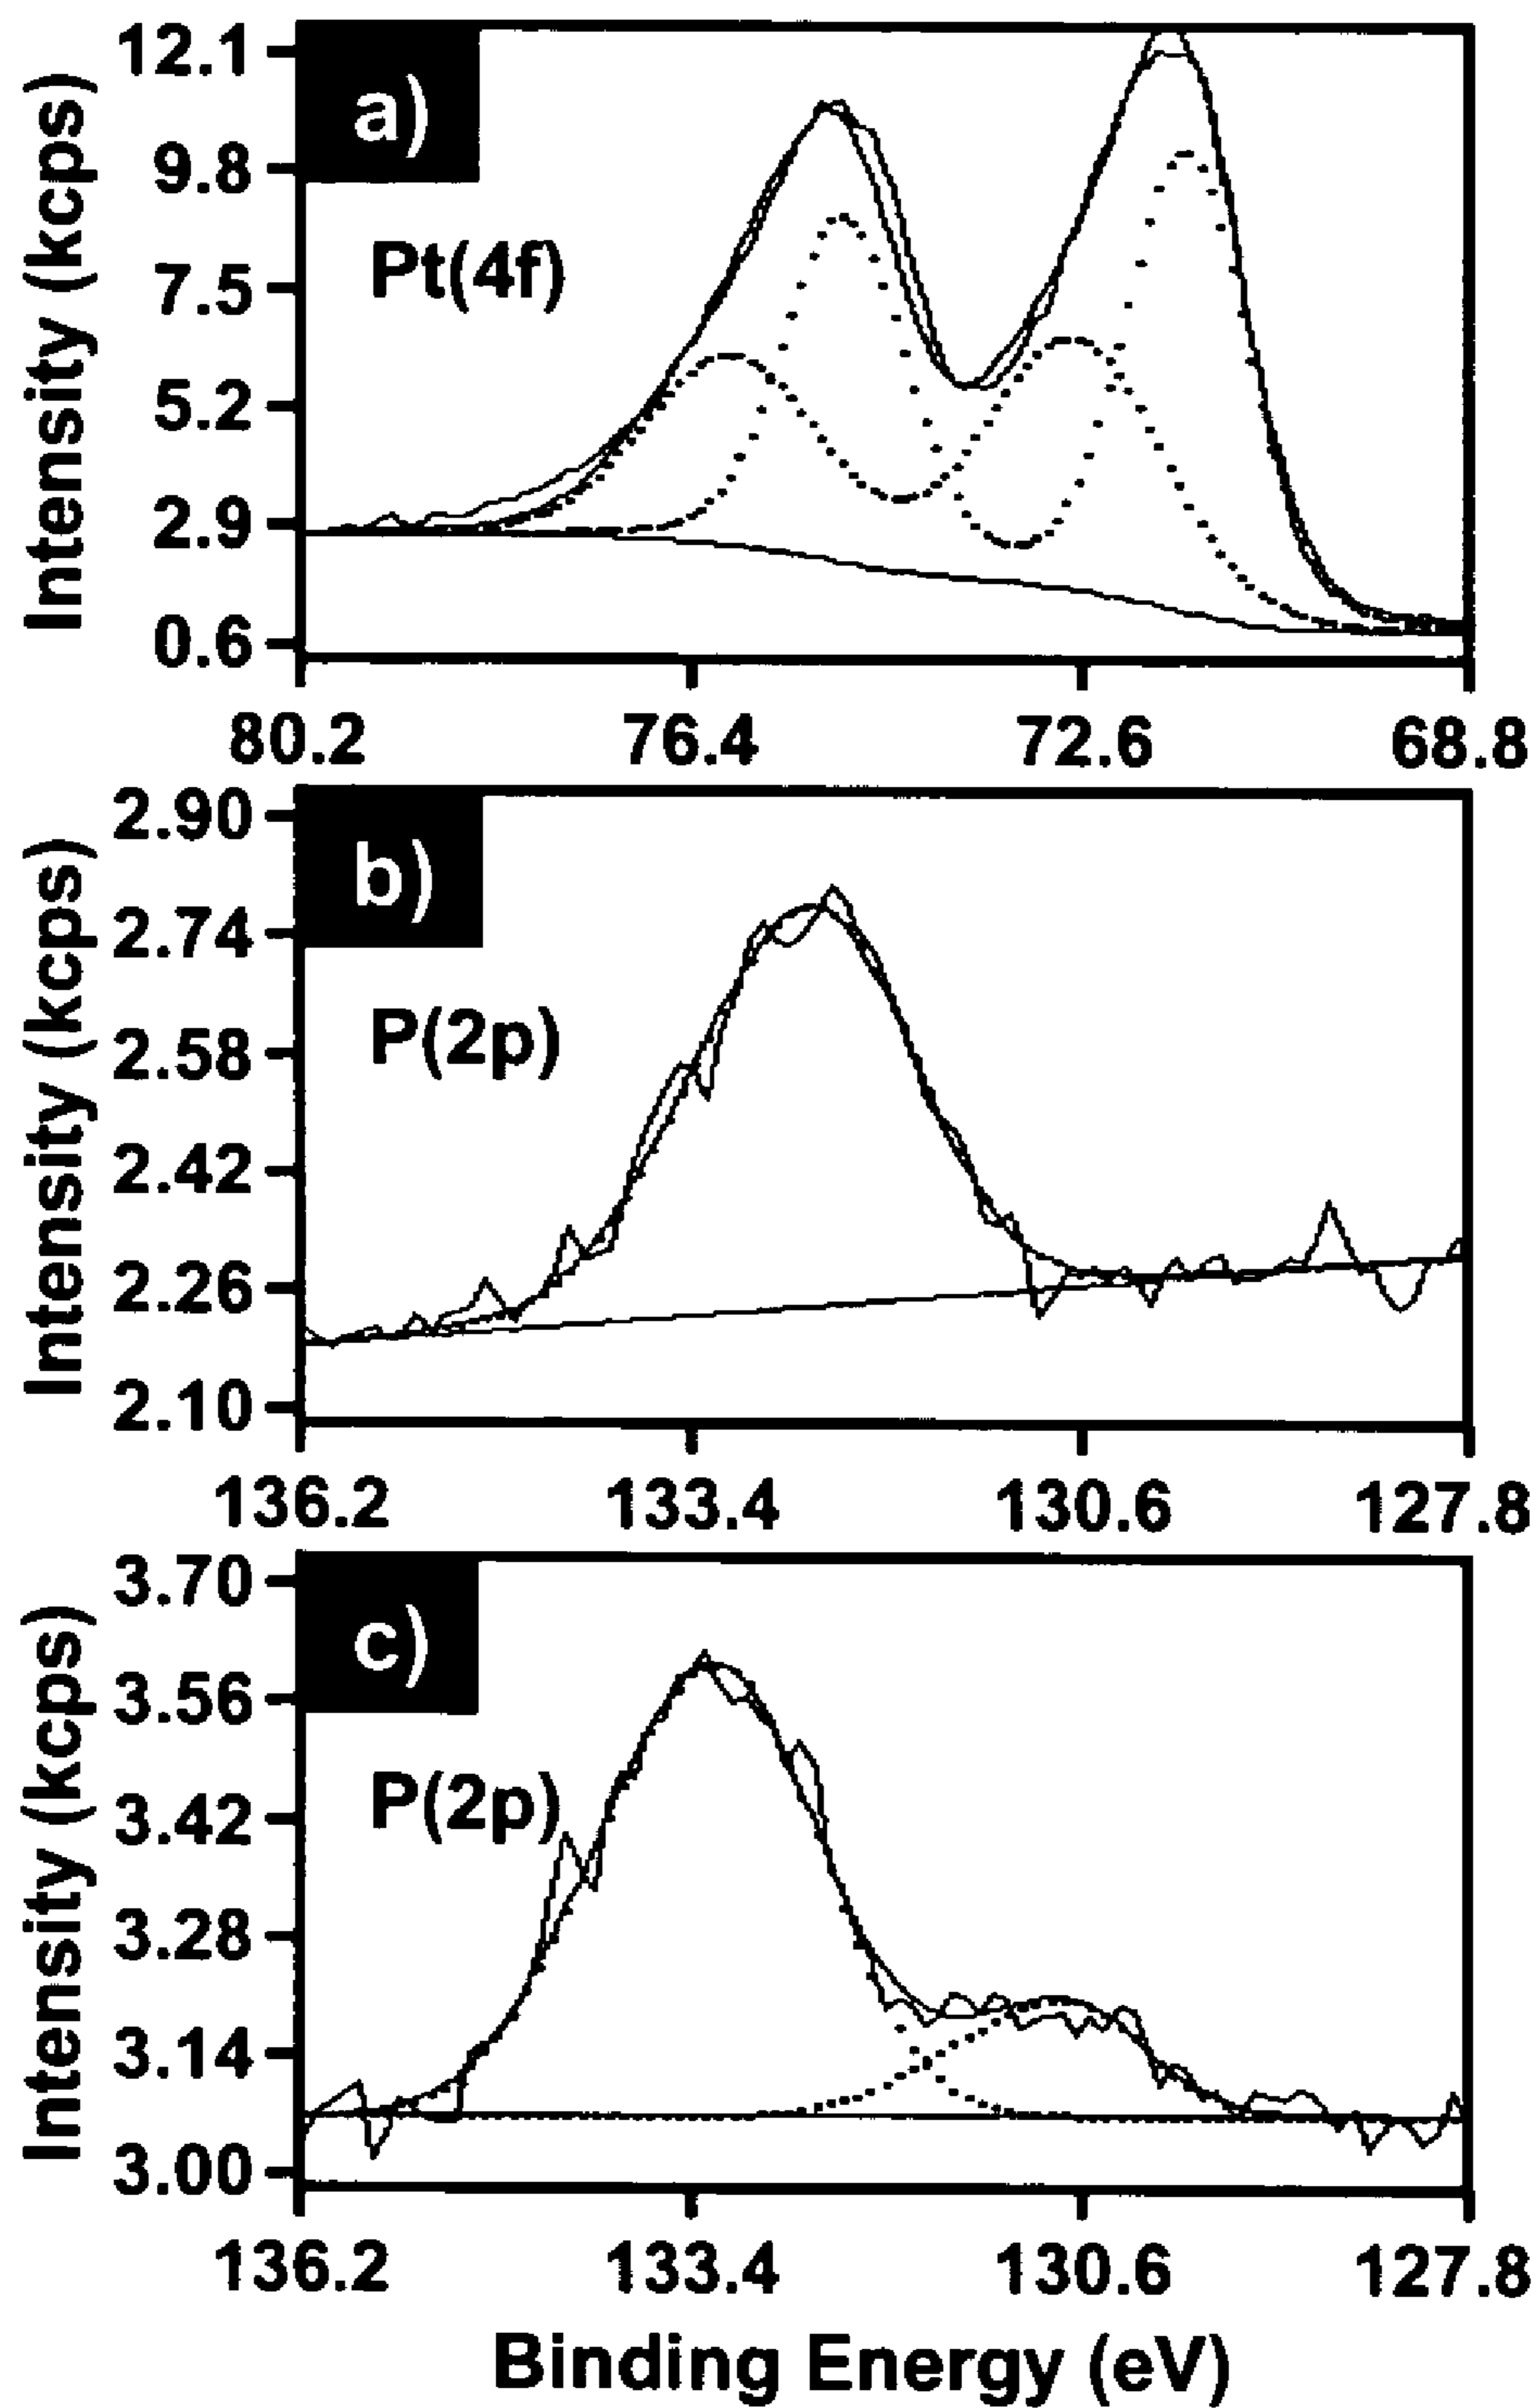 a)
Pt(4f)
Intensity (kcps)
12.1
9.8
7.5
5.2
2.9
0.6
80.2 76.4 72.6 68.8
b)
P(2p)
Intensity (kcps)
2.90
2.74
2.58
2.42
2.26
2.10
136.2 133.4 130.6 127.8
c)
P(2p)
Intensity (kcps)
3.70
3.56
3.42
3.28
3.14
3.00
136.2 133.4 130.6 127.8
Binding Energy (eV)